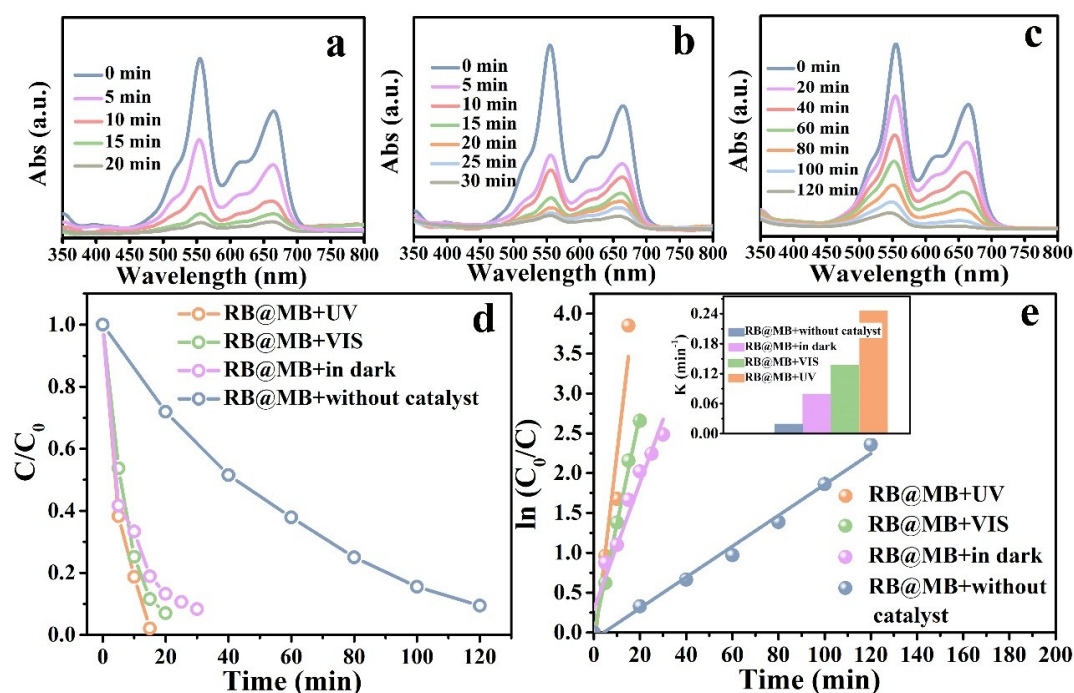 a
0 min
5 min
10 min
15 min
20 min
Abs (a.u.)
350 400 450 500 550 600 650 700 750 800
Wavelength (nm)
b
0 min
5 min
10 min
15 min
20 min
25 min
30 min
Abs (a.u.)
350 400 450 500 550 600 650 700 750 800
Wavelength (nm)
c
0 min
20 min
40 min
60 min
80 min
100 min
120 min
Abs (a.u.)
350 400 450 500 550 600 650 700 750 800
Wavelength (nm)
d
RB@MB+UV
RB@MB+VIS
RB@MB+in dark
RB@MB+without catalyst
1.0
0.8
0.6
0.4
0.2
0.0
C/C0
0 20 40 60 80 100 120
Time (min)
e
4.0
3.5
3.0
2.5
2.0
1.5
1.0
0.5
0.0
ln (C0/C)
0.24
0.18
0.12
0.06
0.00
K (min-1)
RB@MB+without catalyst
RB@MB+in dark
RB@MB+VIS
RB@MB+UV
RB@MB+UV
RB@MB+VIS
RB@MB+in dark
RB@MB+without
catalyst
0 20 40 60 80 100 120 140 160 180 200
Time (min)